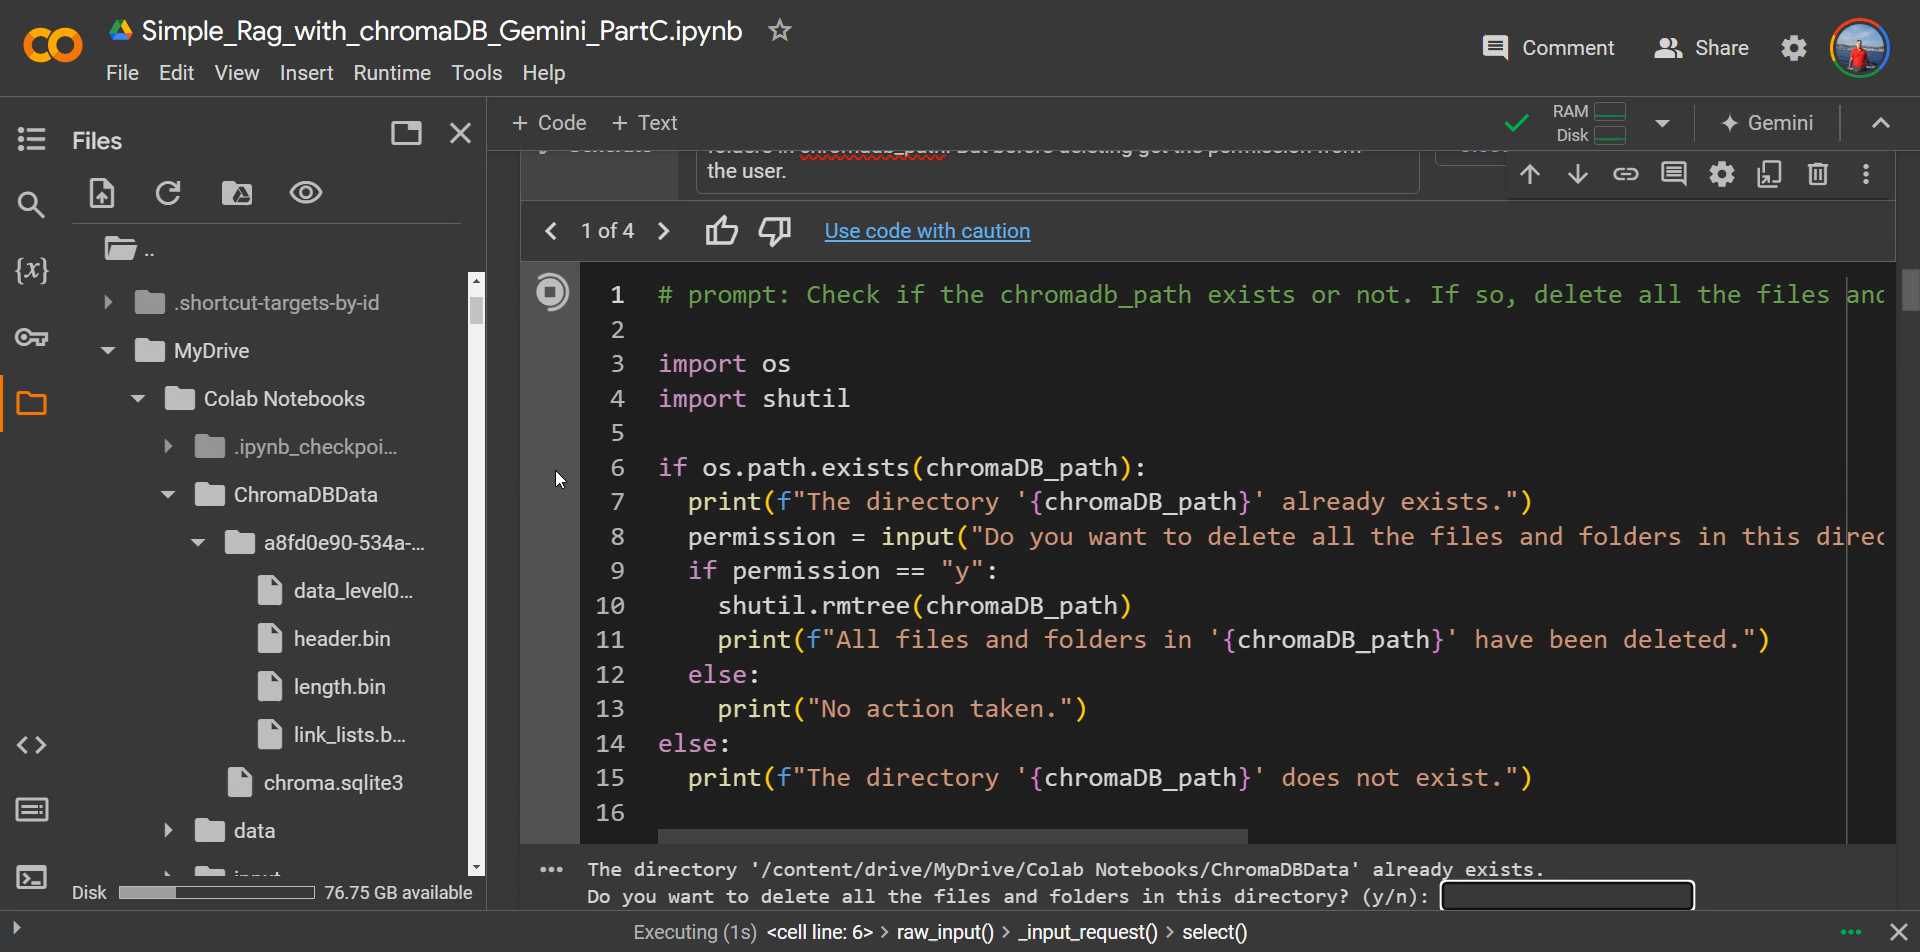 Simple_Rag_with_chromaDB_Gemini_PartC.ipynb
File Edit View Insert Runtime Tools Help
Comment
Share
Files
+ Code + Text
RAM
Disk
Gemini
the user.
1 of 4
Use code with caution
..
.shortcut-targets-by-id
MyDrive
Colab Notebooks
.ipynb_checkpoi...
ChromaDBData
a8fd0e90-534a-...
data_level0...
header.bin
length.bin
link_lists.b...
chroma.sqlite3
data
Disk 76.75 GB available
{x}
1 # prompt: Check if the chromadb_path exists or not. If so, delete all the files and
2
3 import os
4 import shutil
5
6 if os.path.exists(chromaDB_path):
7 print(f"The directory '{chromaDB_path}' already exists.")
8 permission = input("Do you want to delete all the files and folders in this direc
9 if permission == "y":
10 shutil.rmtree(chromaDB_path)
11 print(f"All files and folders in '{chromaDB_path}' have been deleted.")
12 else:
13 print("No action taken.")
14 else:
15 print(f"The directory '{chromaDB_path}' does not exist.")
16
The directory '/content/drive/MyDrive/Colab Notebooks/ChromaDBData' already exists.
Do you want to delete all the files and folders in this directory? (y/n):
Executing (1s) <cell line: 6> > raw_input() > _input_request() > select()